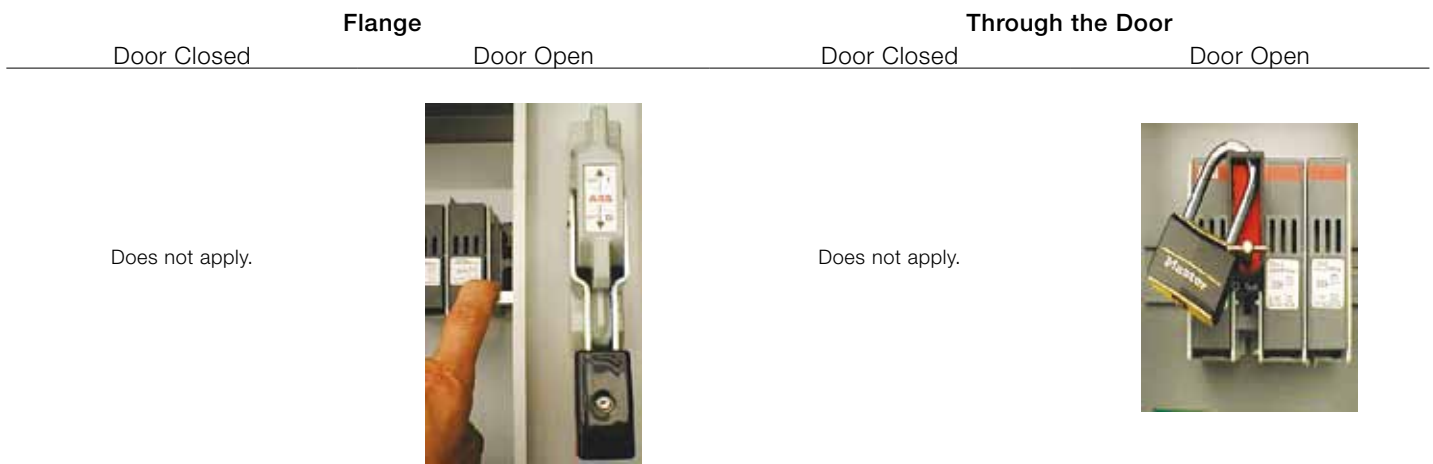 Flange Through the Door
Door Closed Door Open Door Closed Door Open
Does not apply. Does not apply.
ABB
Master